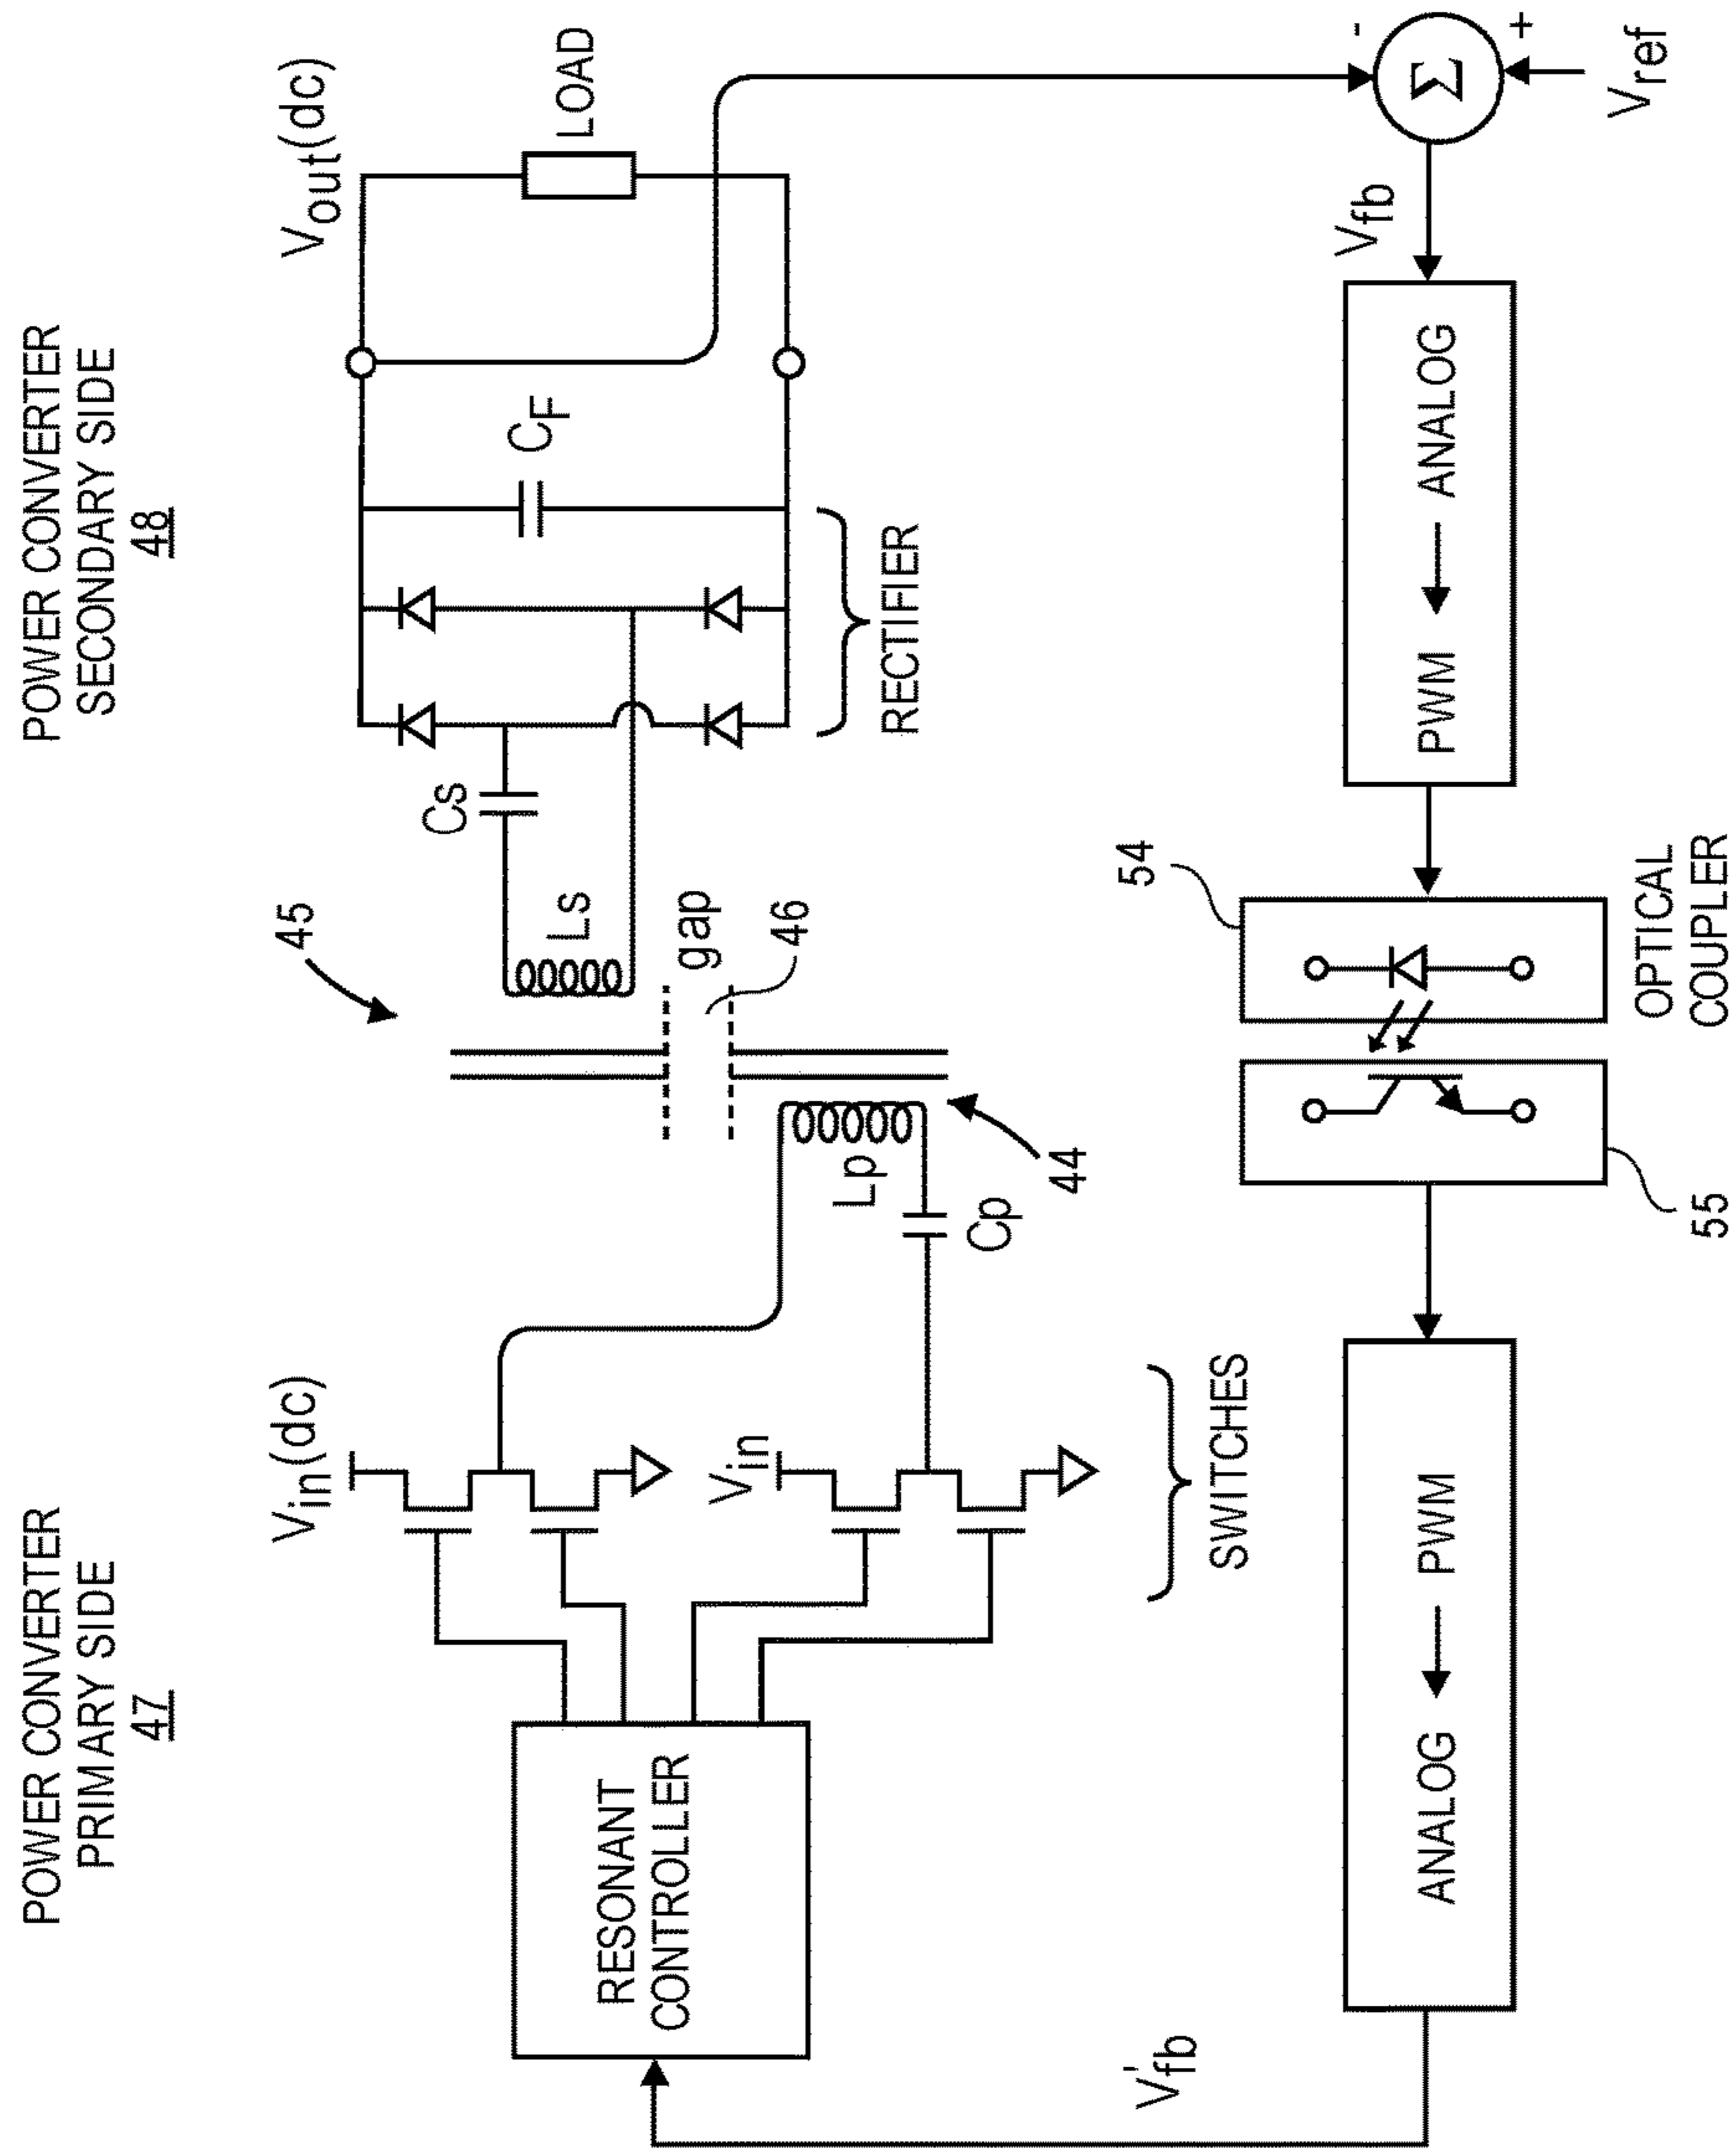 POWER CONVERTER
PRIMARY SIDE
47
POWER CONVERTER
SECONDARY SIDE
48
Vin(dc)
45
Vout(dc)
Cs
CF
LOAD
Ls
RESONANT
CONTROLLER
Vin
gap
46
Lp
RECTIFIER
Cp
44
SWITCHES
54
V'fb
Vfb
-
Σ
+
ANALOG
PWM
PWM
ANALOG
55
OPTICAL
COUPLER
Vref